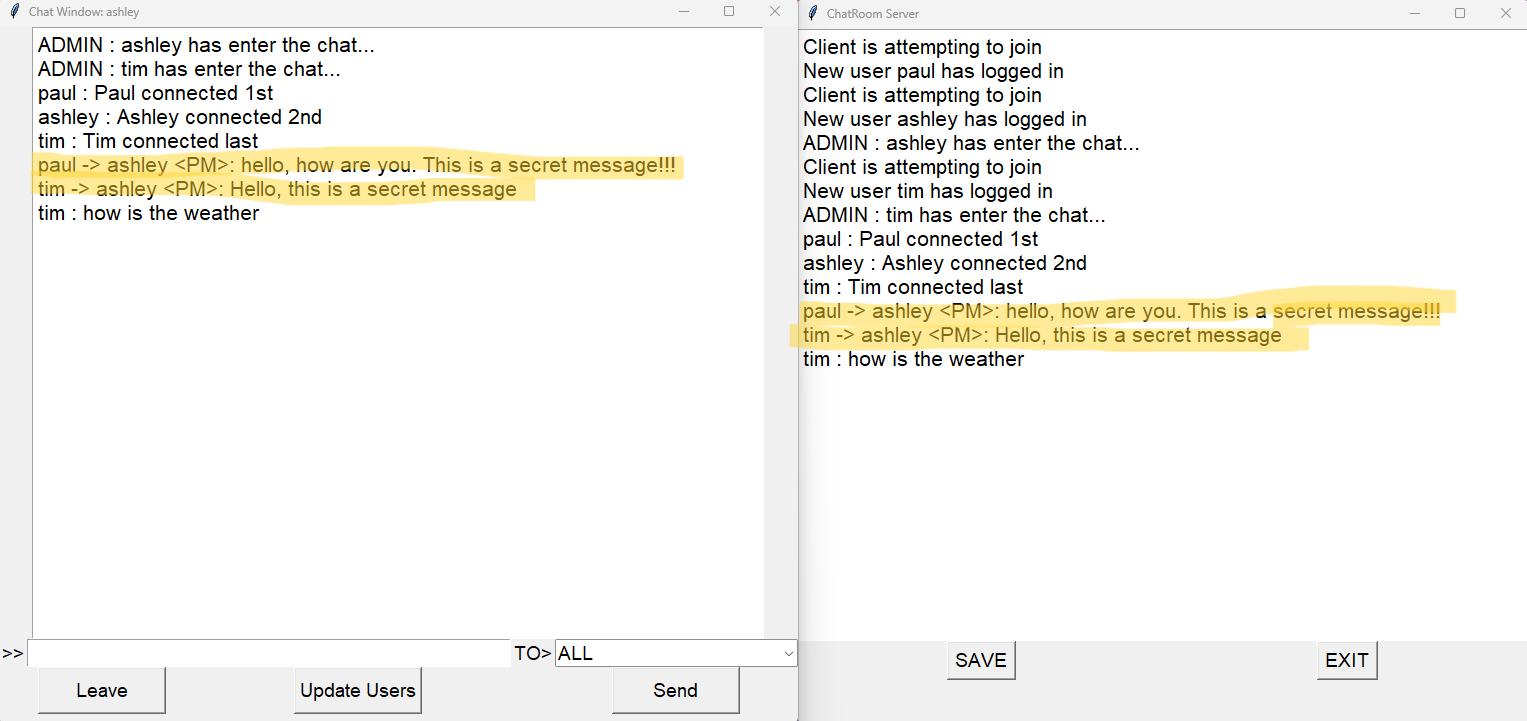 Chat Window: ashley
ADMIN : ashley has enter the chat...
ADMIN : tim has enter the chat...
paul : Paul connected 1st
ashley : Ashley connected 2nd
tim : Tim connected last
paul -> ashley <PM>: hello, how are you. This is a secret message!!!
tim -> ashley <PM>: Hello, this is a secret message
tim : how is the weather
>> TO> ALL
Leave Update Users Send
ChatRoom Server
Client is attempting to join
New user paul has logged in
Client is attempting to join
New user ashley has logged in
ADMIN : ashley has enter the chat...
Client is attempting to join
New user tim has logged in
ADMIN : tim has enter the chat...
paul : Paul connected 1st
ashley : Ashley connected 2nd
tim : Tim connected last
paul -> ashley <PM>: hello, how are you. This is a secret message!!!
tim -> ashley <PM>: Hello, this is a secret message
tim : how is the weather
SAVE EXIT